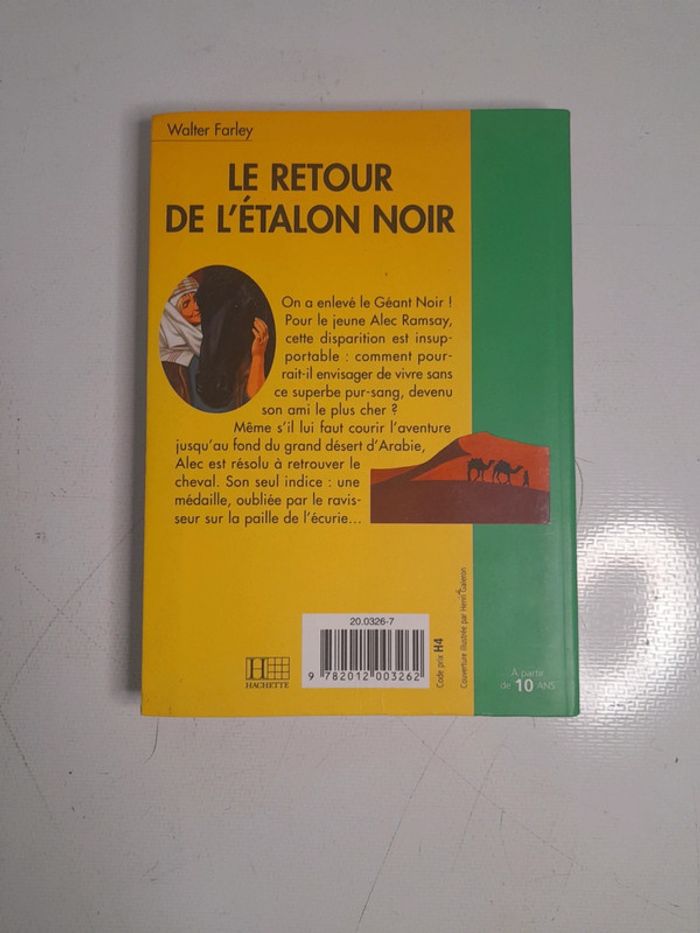 Walter Farley
LE RETOUR
DE L'ÉTALON NOIR
On a enlevé le Géant Noir !
Pour le jeune Alec Ramsay,
cette disparition est insup-
portable : comment pour-
rait-il envisager de vivre sans
ce superbe pur-sang, devenu
son ami le plus cher ?
Même s'il lui faut courir l'aventure
jusqu'au fond du grand désert d'Arabie,
Alec est résolu à retrouver le
cheval. Son seul indice : une
médaille, oubliée par le ravis-
seur sur la paille de l'écurie...
20.0326-7
9 782012 003262
HACHETTE
Code prix H4
Couverture illustrée par Henri Galeron
À partir
de 10 ANS